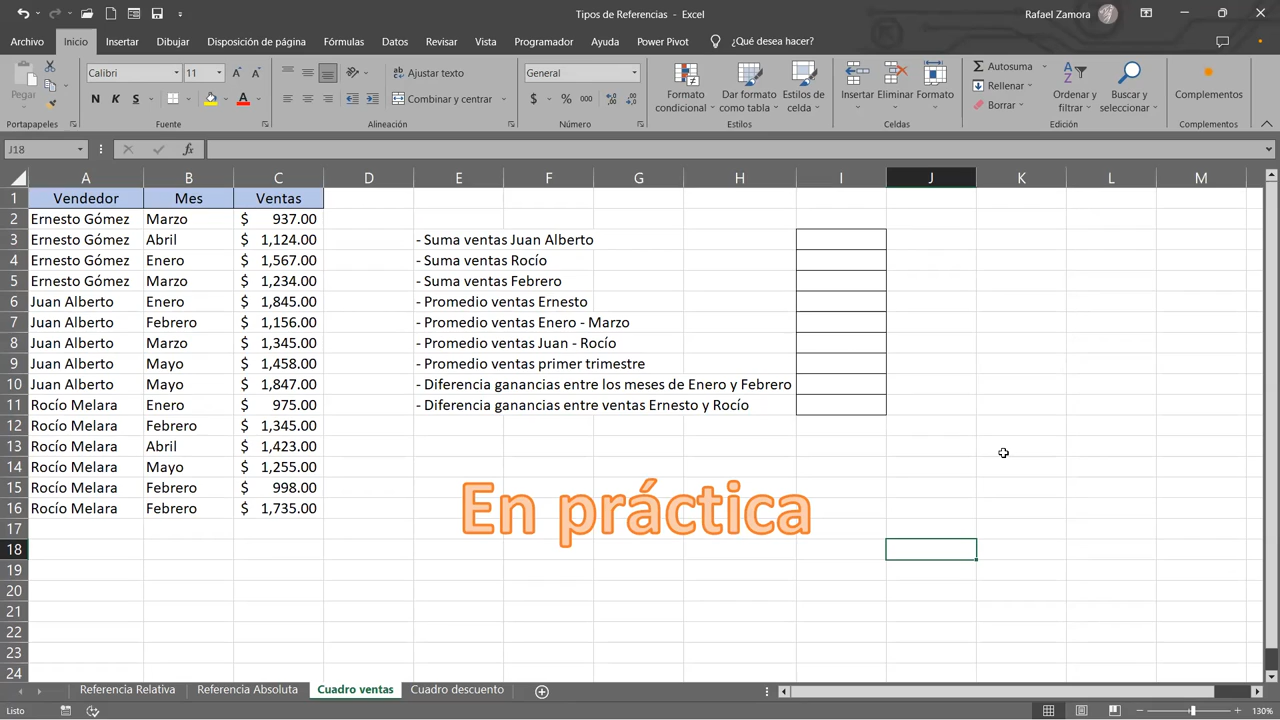 Tipos de Referencias - Excel
Rafael Zamora
Archivo Inicio Insertar Dibujar Disposición de página Fórmulas Datos Revisar Vista Programador Ayuda Power Pivot ¿Qué desea hacer?
Pegar
Portapapeles
Calibri 11
N K S
Fuente
Ajustar texto
Combinar y centrar
Alineación
General
$ % 000
Número
Formato condicional
Dar formato como tabla
Estilos de celda
Estilos
Insertar Eliminar Formato
Celdas
Autosuma
Rellenar
Borrar
Ordenar y filtrar
Buscar y seleccionar
Edición
Complementos
Complementos
J18 fx
A B C D E F G H I J K L M
1 Vendedor Mes Ventas
2 Ernesto Gómez Marzo $ 937.00
3 Ernesto Gómez Abril $ 1,124.00 - Suma ventas Juan Alberto
4 Ernesto Gómez Enero $ 1,567.00 - Suma ventas Rocío
5 Ernesto Gómez Marzo $ 1,234.00 - Suma ventas Febrero
6 Juan Alberto Enero $ 1,845.00 - Promedio ventas Ernesto
7 Juan Alberto Febrero $ 1,156.00 - Promedio ventas Enero - Marzo
8 Juan Alberto Marzo $ 1,345.00 - Promedio ventas Juan - Rocío
9 Juan Alberto Mayo $ 1,458.00 - Promedio ventas primer trimestre
10 Juan Alberto Mayo $ 1,847.00 - Diferencia ganancias entre los meses de Enero y Febrero
11 Rocío Melara Enero $ 975.00 - Diferencia ganancias entre ventas Ernesto y Rocío
12 Rocío Melara Febrero $ 1,345.00
13 Rocío Melara Abril $ 1,423.00
14 Rocío Melara Mayo $ 1,255.00
15 Rocío Melara Febrero $ 998.00
16 Rocío Melara Febrero $ 1,735.00
En práctica
17
18
19
20
21
22
23
24
Referencia Relativa Referencia Absoluta Cuadro ventas Cuadro descuento
Listo
130%